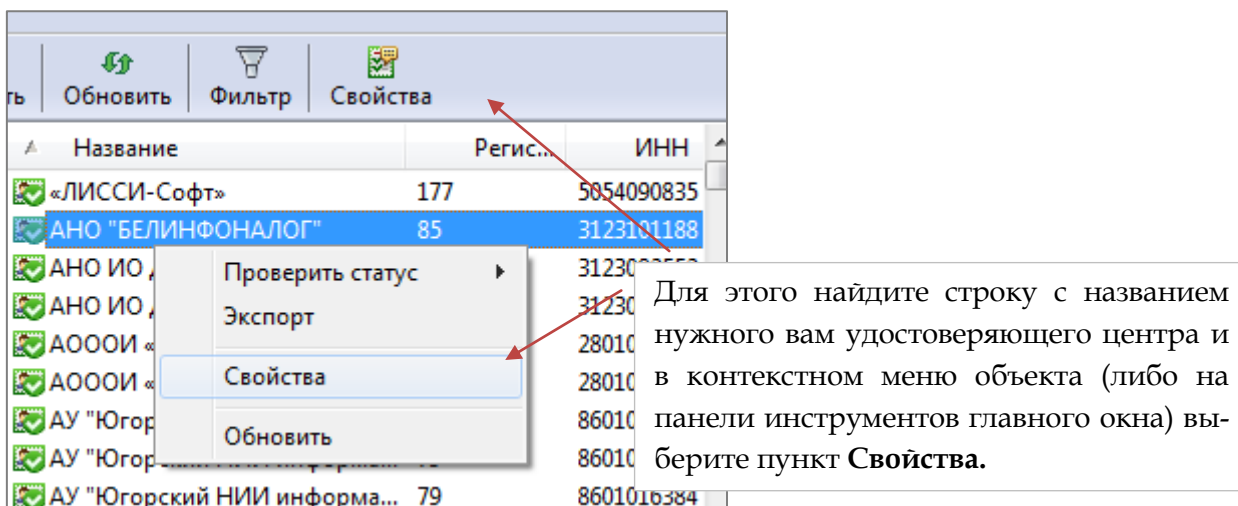 ть Обновить Фильтр Свойства
Название Регис... ИНН
«ЛИССИ-Софт» 177 5054090835
АНО "БЕЛИНФОНАЛОГ" 85 3123101188
АНО ИО
АНО ИО
АОООИ «
АОООИ «
АУ "Югор
АУ "Югорский НИИ информа... 79 8601016384
Проверить статус
Экспорт
Свойства
Обновить
Для этого найдите строку с названием
нужного вам удостоверяющего центра и
в контекстном меню объекта (либо на
панели инструментов главного окна) вы-
берите пункт Свойства.